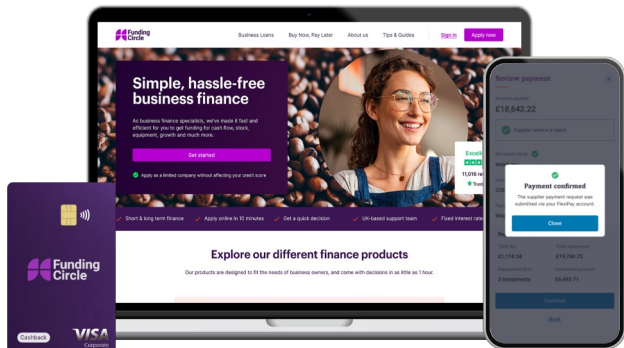 Funding
Circle
Business Loans
Buy Now, Pay Later
About us
Tips & Guides
Sign in
Apply now
Simple, hassle-free
business finance
As business finance specialists, we've made it fast and
efficient for you to get funding for cash flow, stock,
equipment, growth and much more.
Get started
Apply as a limited company without affecting your credit score
11,016
Short & long term finance
Apply online in 10 minutes
Get a quick decision
UK-based support team
Fixed interest rate
Explore our different finance products
Our products are designed to fit the needs of business owners, and come with decisions in as little as 1 hour.
Funding
Circle
Cashback
VISA
Corporate
Review payment
£18,642.22
Supplier name is a match
Payment confirmed
The supplier payment request was
submitted via your FlexiPay account.
Close
Total fee
Total repayment
£1,118.54
£19,760.75
3 instalments
Continue
Back